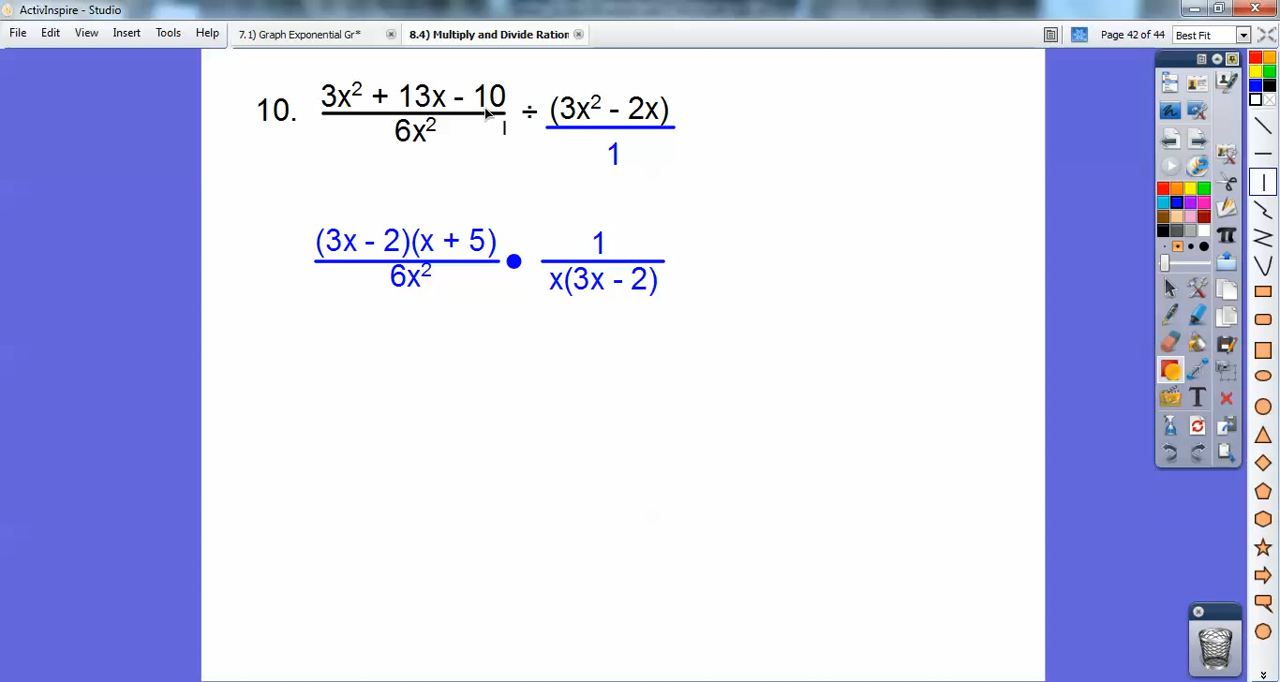 ActivInspire - Studio
File Edit View Insert Tools Help
7.1) Graph Exponential Gr*
8.4) Multiply and Divide Ration
Page 42 of 44
Best Fit
10. 3x² + 13x - 10 ÷ (3x² - 2x)
6x² 1
(3x - 2)(x + 5) • 1
6x² x(3x - 2)